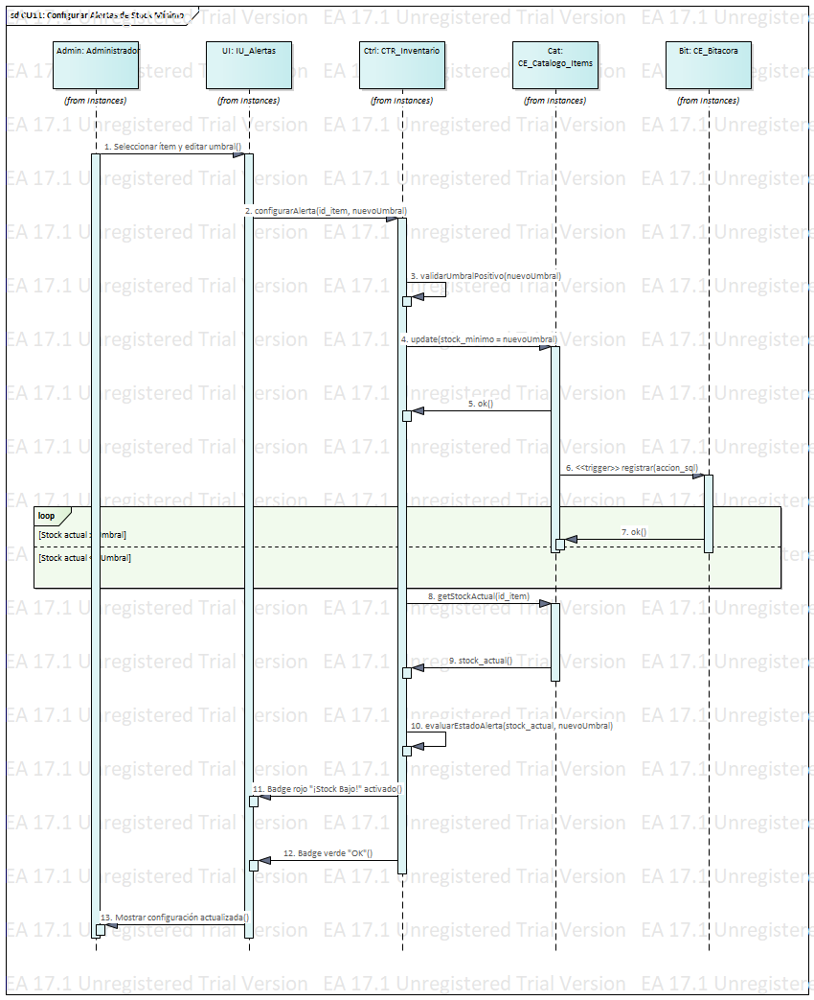 sd CU11: Configurar Alertas de Stock Mínimo
Admin: Administrador
UI: IU_Alertas
Ctrl: CTR_Inventario
Cat:
CE_Catalogo_Items
Bit: CE_Bitacora
(from Instances)
(from Instances)
(from Instances)
(from Instances)
(from Instances)
1. Seleccionar ítem y editar umbral()
2. configurarAlerta(id_item, nuevoUmbral)
3. validarUmbralPositivo(nuevoUmbral)
4. update(stock_minimo = nuevoUmbral)
5. ok()
6. <<trigger>> registrar(accion_sql)
loop
7. ok()
[Stock actual
Umbral]
[Stock actual <
Umbral]
8. getStockActual(id_item)
9. stock_actual()
10. evaluarEstadoAlerta(stock_actual, nuevoUmbral)
11. Badge rojo "¡Stock Bajo!" activado()
12. Badge verde "OK"()
13. Mostrar configuración actualizada()
EA 17.1 Unregistered Trial Version